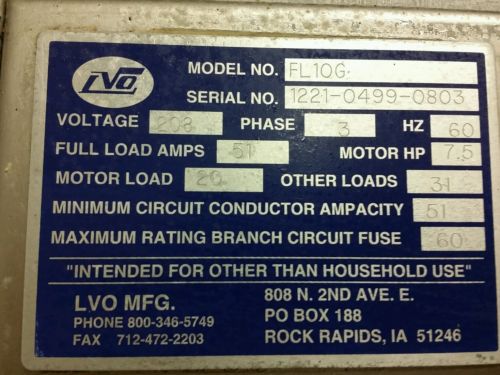 LVO MODEL NO. FL10G
SERIAL NO. 1221-0499-0803
VOLTAGE 208 PHASE 3 HZ 60
FULL LOAD AMPS 51 MOTOR HP 7.5
MOTOR LOAD 20 OTHER LOADS 31
MINIMUM CIRCUIT CONDUCTOR AMPACITY 51
MAXIMUM RATING BRANCH CIRCUIT FUSE 60
"INTENDED FOR OTHER THAN HOUSEHOLD USE"
LVO MFG. 808 N. 2ND AVE. E.
PHONE 800-346-5749 PO BOX 188
FAX 712-472-2203 ROCK RAPIDS, IA 51246